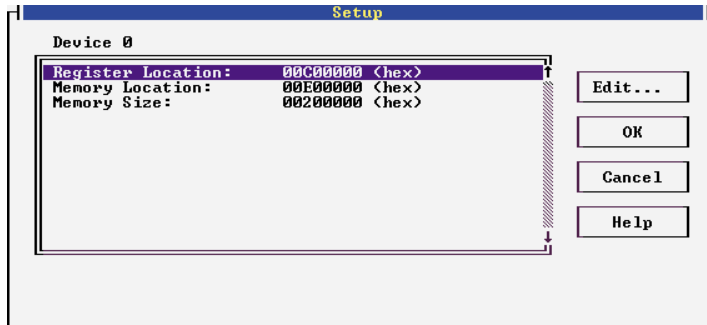 Setup
Device 0
Register Location: 00C00000 (hex)
Memory Location: 00E00000 (hex)
Memory Size: 00200000 (hex)
Edit...
OK
Cancel
Help